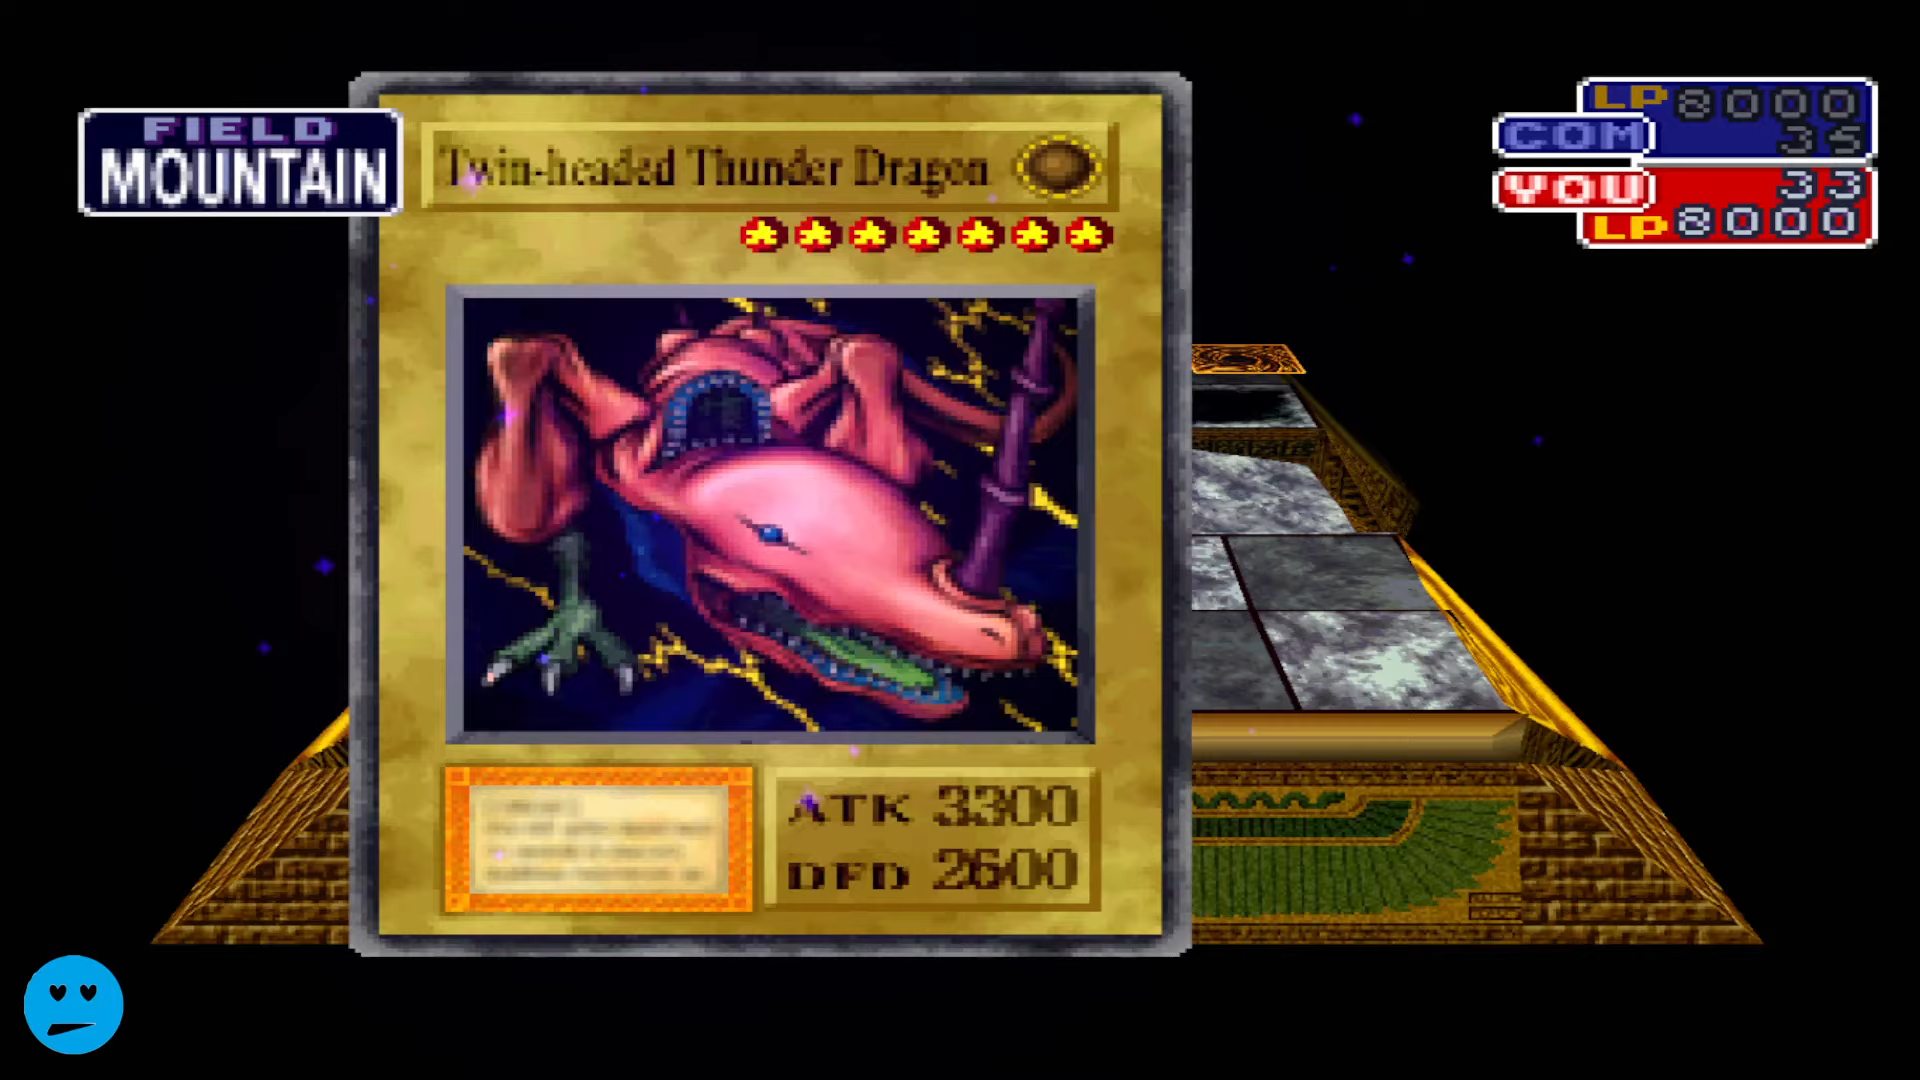 FIELD
MOUNTAIN
Twin-headed Thunder Dragon
ATK 3300
DFD 2600
LP 8000
COM 35
YOU 33
LP 8000